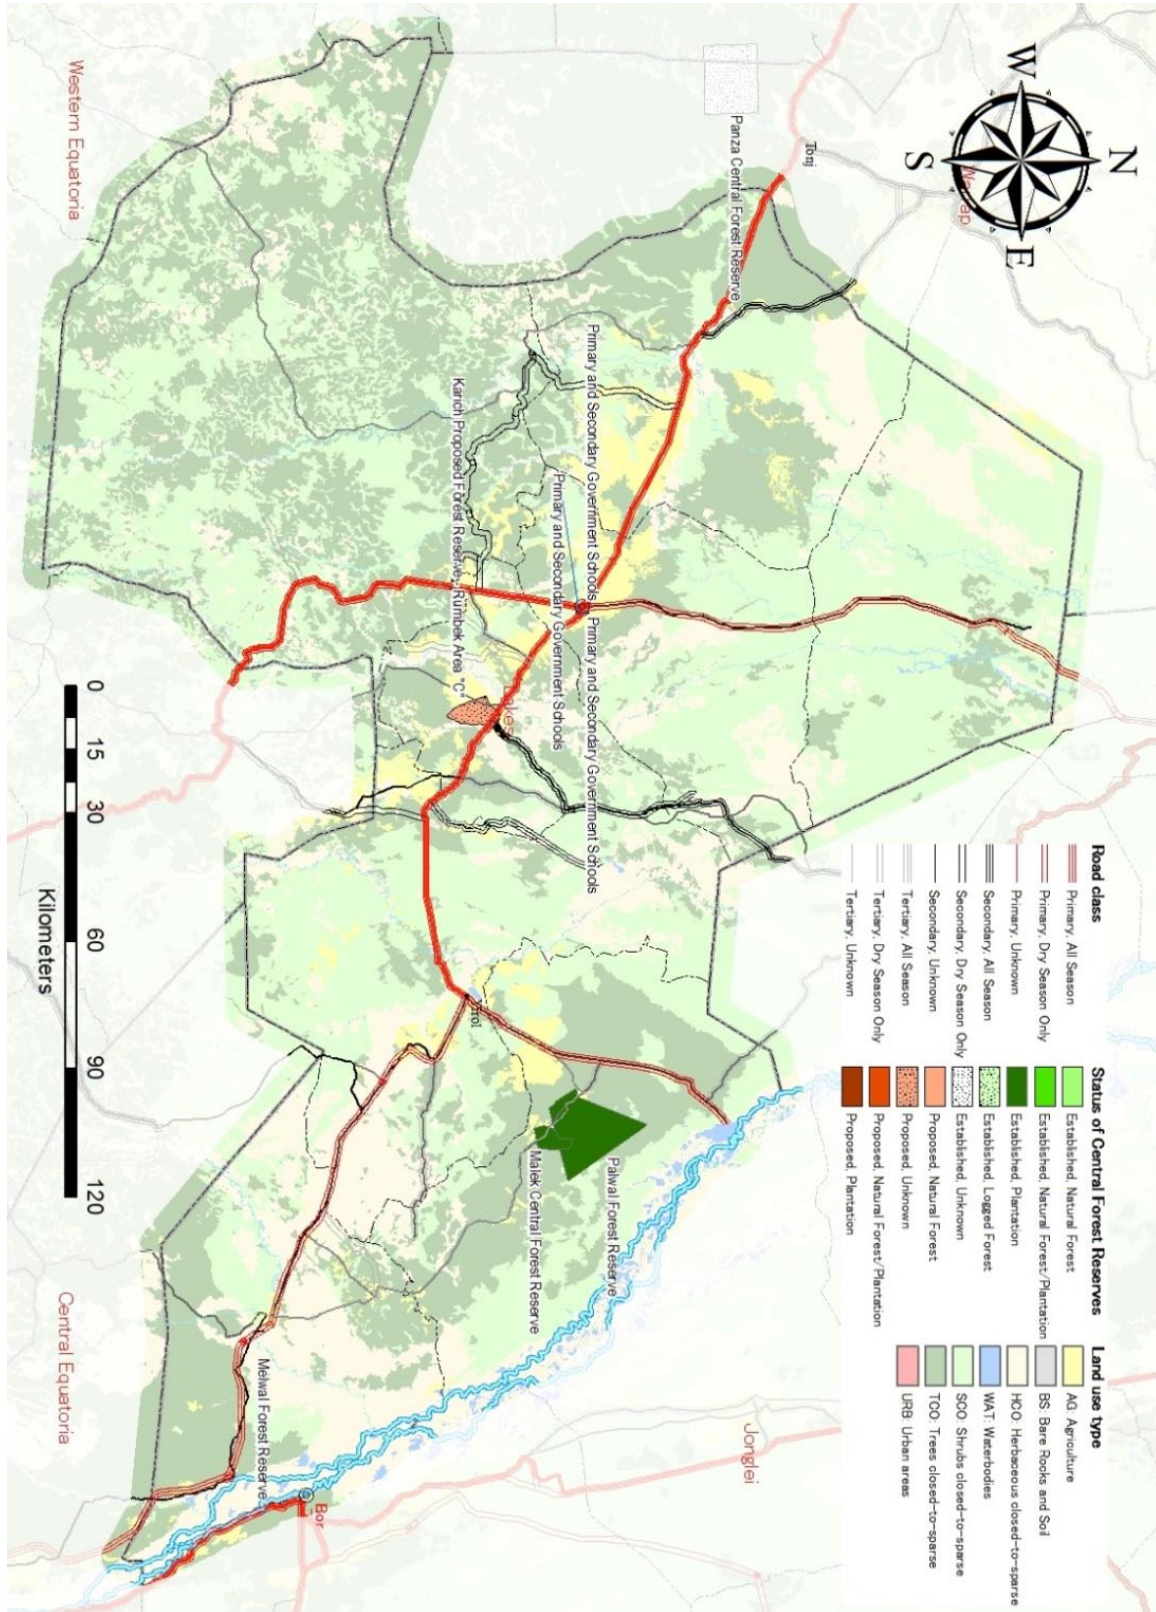 N
W
E
S
Warrap
Tonj
Panza Central Forest Reserve
Western Equatoria
Primary and Secondary Government Schools
Primary and Secondary Government Schools
Primary and Secondary Government Schools
Karich Proposed Forest Reserve, Rumbek Area "C"
Lakes
Yirol
Palwal Forest Reserve
Malek Central Forest Reserve
Melwal Forest Reserve
Bor
Jonglei
Central Equatoria
0 15 30 60 90 120
Kilometers
Road class
Primary, All Season
Primary, Dry Season Only
Primary, Unknown
Secondary, All Season
Secondary, Dry Season Only
Secondary, Unknown
Tertiary, All Season
Tertiary, Dry Season Only
Tertiary, Unknown
Status of Central Forest Reserves
Established, Natural Forest
Established, Natural Forest/Plantation
Established, Plantation
Established, Logged Forest
Established, Unknown
Proposed, Natural Forest
Proposed, Unknown
Proposed, Natural Forest/Plantation
Proposed, Plantation
Land use type
AG: Agriculture
BS: Bare Rocks and Soil
HCO: Herbaceous closed-to-sparse
WAT: Waterbodies
SCO: Shrubs closed-to-sparse
TCO: Trees closed-to-sparse
URB: Urban areas